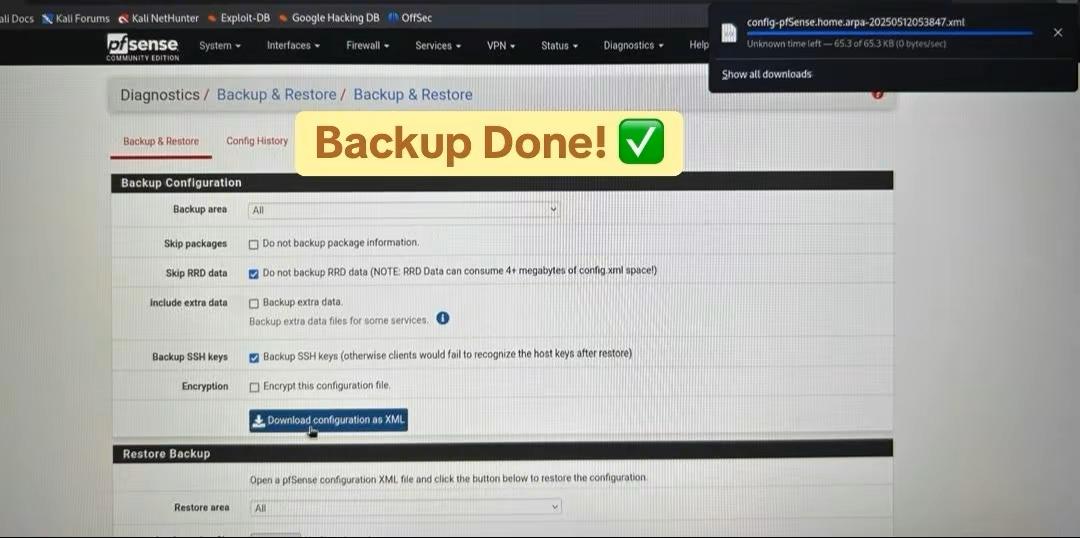 ali Docs Kali Forums Kali NetHunter Exploit-DB Google Hacking DB OffSec
config-pfSense.home.arpa-20250512053847.xml
Unknown time left — 65.3 of 65.3 KB (0 bytes/sec)
Show all downloads
pfsense
COMMUNITY EDITION
System Interfaces Firewall Services VPN Status Diagnostics Help
Diagnostics / Backup & Restore / Backup & Restore
Backup & Restore Config History
Backup Done! ✅
Backup Configuration
Backup area All
Skip packages Do not backup package information.
Skip RRD data Do not backup RRD data (NOTE: RRD Data can consume 4+ megabytes of config.xml space!)
Include extra data Backup extra data.
Backup extra data files for some services.
Backup SSH keys Backup SSH keys (otherwise clients would fail to recognize the host keys after restore)
Encryption Encrypt this configuration file.
Download configuration as XML
Restore Backup
Open a pfSense configuration XML file and click the button below to restore the configuration.
Restore area All